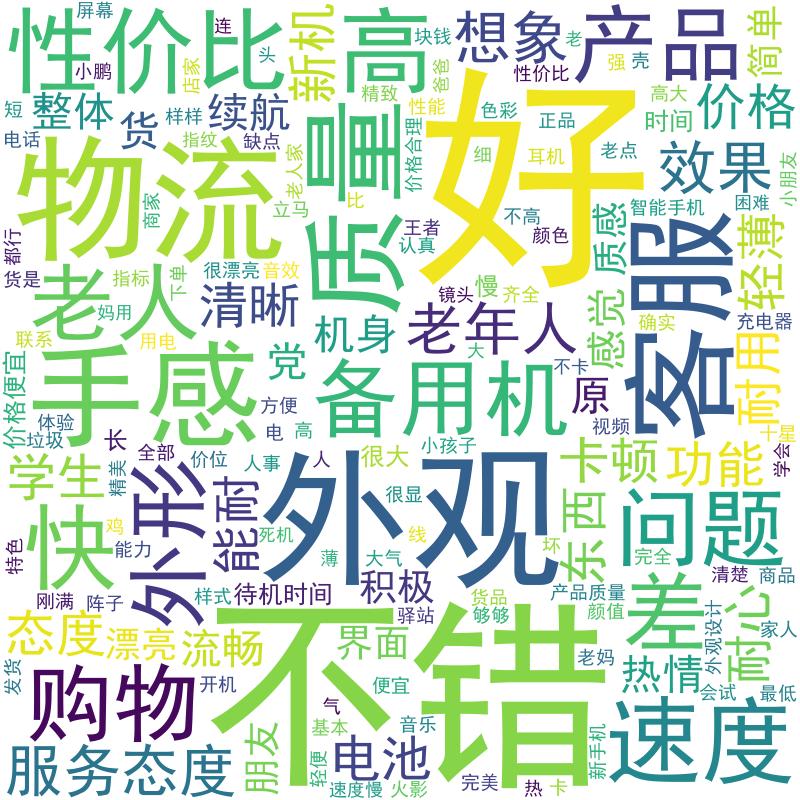 屏幕
性价比
连
小鹏
店家
头
新机
高
块钱
爸爸
精致
性能
想象
老
性价比
产品
强
壳
简单
短
整体
货
样样
续航
电话
指纹
缺点
质量
价格合理
色彩
正品
高大
时间
价格
好
细
耳机
老点
效果
小朋友
物流
商家
老人家
立马
比
不高
王者
认真
颜色
质感
智能手机
困难
客服
轻薄
都行
贷是
老人
指标
很漂亮
音效
下单
妈用
清晰
镜头
慢
齐全
感觉
确实
充电器
联系
用电
机身
老年人
大
不卡
耐用
价格便宜
手感
党
备用机
原
方便
视频
体验
垃圾
长
全部
电
高
小孩子
十星
学生
精美
外形
价位
人事
人
很大
卡顿
功能
学会
能耐
外观
很显
东西
问题
快
鸡
能力
死机
线
坏
完全
特色
薄
大气
清楚
商品
刚满
阵子
样式
待机时间
积极
货品
够够
驿站
产品质量
颜值
差
耐心
家人
外观设计
态度
漂亮
流畅
不错
界面
老妈
热情
发货
购物
开机
气
便宜
会试
最低
服务态度
朋友
轻便
基本
音乐
电池
速度慢
火影
完美
热
卡
新手机
速度